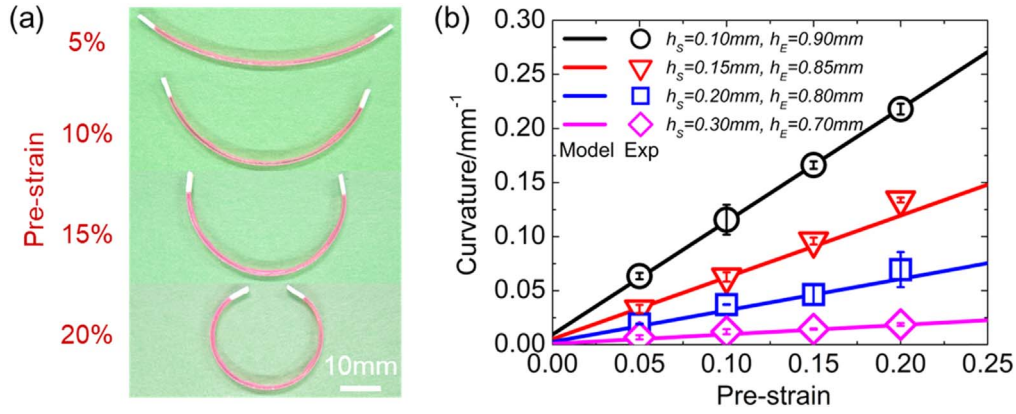 (a)
Pre-strain
5%
10%
15%
20%
10mm
(b)
Curvature/mm⁻¹
0.30
0.25
0.20
0.15
0.10
0.05
0.00
hS=0.10mm, hE=0.90mm
hS=0.15mm, hE=0.85mm
hS=0.20mm, hE=0.80mm
hS=0.30mm, hE=0.70mm
Model Exp
0.00 0.05 0.10 0.15 0.20 0.25
Pre-strain